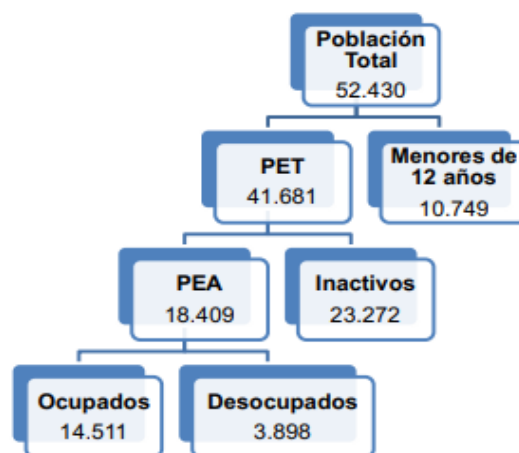 Población
Total
52.430
PET
41.681
Menores de
12 años
10.749
PEA
18.409
Inactivos
23.272
Ocupados
14.511
Desocupados
3.898